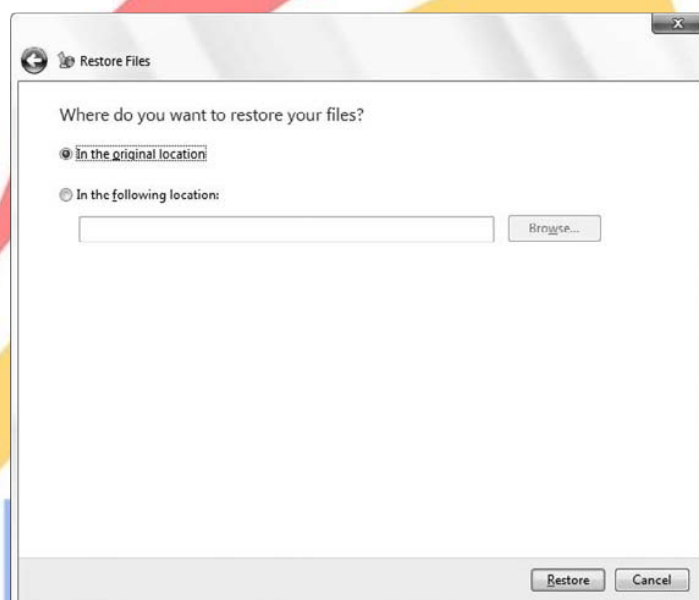 x
Restore Files
Where do you want to restore your files?
In the original location
In the following location:
Browse...
Restore Cancel